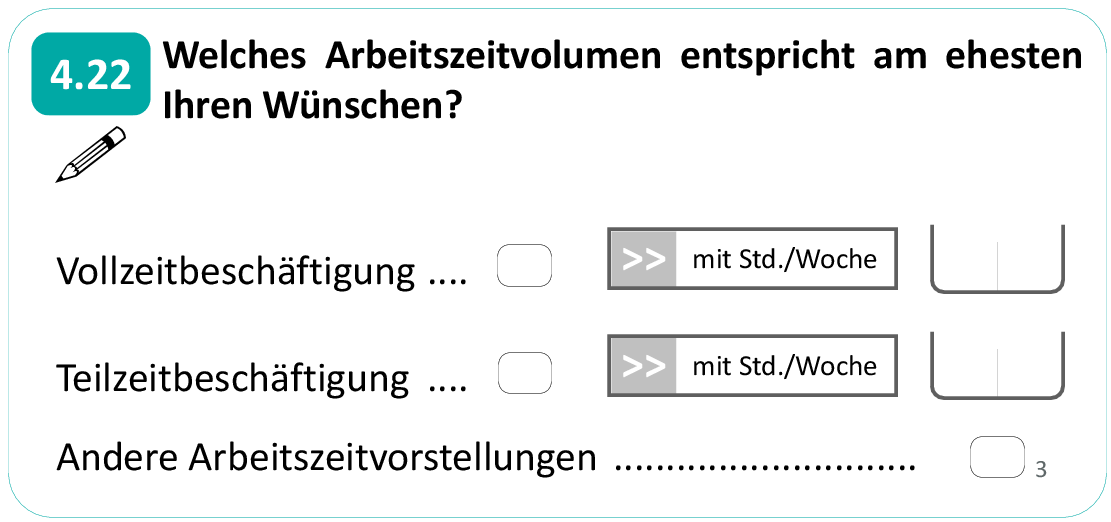 4.22 Welches Arbeitszeitvolumen entspricht am ehesten
Ihren Wünschen?
Vollzeitbeschäftigung .... >> mit Std./Woche
Teilzeitbeschäftigung .... >> mit Std./Woche
Andere Arbeitszeitvorstellungen ............................. 3